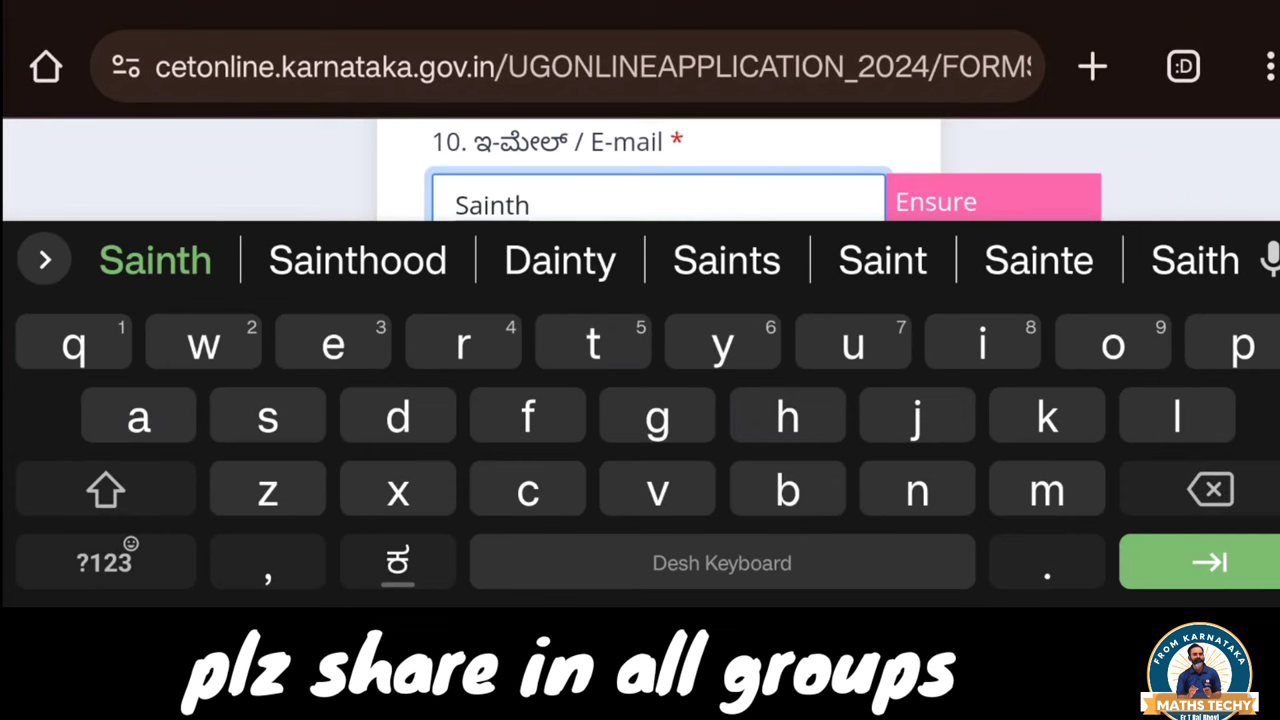 cetonline.karnataka.gov.in/UGONLINEAPPLICATION_2024/FORMS
:D
10. ಇ-ಮೇಲ್ / E-mail *
Sainth
Ensure
Sainth Sainthood Dainty Saints Saint Sainte Saith
q 1 w 2 e 3 r 4 t 5 y 6 u 7 i 8 o 9 p
a s d f g h j k l
z x c v b n m
?123 , ಕ Desh Keyboard .
plz share in all groups
FROM KARNATAKA
MATHS TECHY